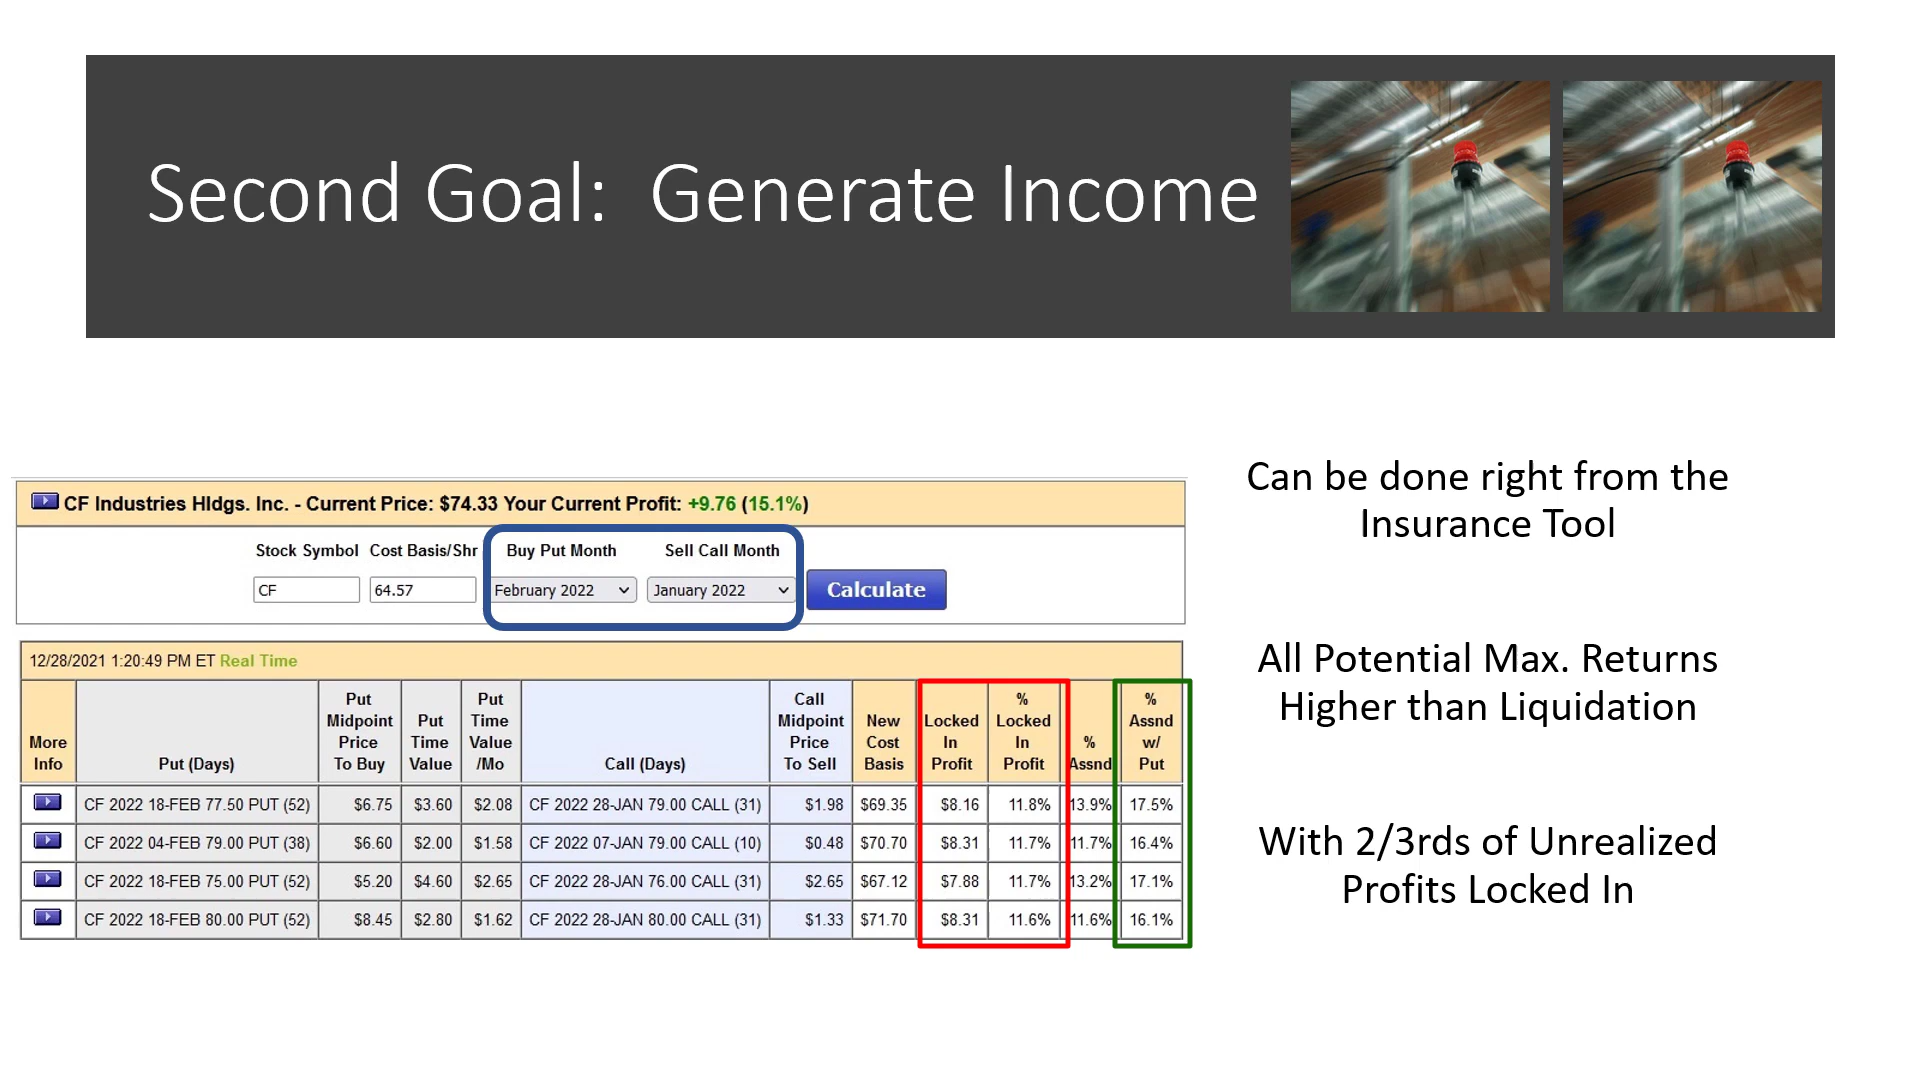 Second Goal:  Generate Income
CF Industries Hldgs. Inc. - Current Price: $74.33 Your Current Profit: +9.76 (15.1%)
Stock Symbol Cost Basis/Shr Buy Put Month Sell Call Month
CF 64.57 February 2022 January 2022 Calculate
12/28/2021 1:20:49 PM ET Real Time
More Info Put (Days) Put Midpoint Price To Buy Put Time Value Put Time Value /Mo Call (Days) Call Midpoint Price To Sell New Cost Basis Locked In Profit % Locked In Profit % Assnd % Assnd w/ Put
CF 2022 18-FEB 77.50 PUT (52) $6.75 $3.60 $2.08 CF 2022 28-JAN 79.00 CALL (31) $1.98 $69.35 $8.16 11.8% 13.9% 17.5%
CF 2022 04-FEB 79.00 PUT (38) $6.60 $2.00 $1.58 CF 2022 07-JAN 79.00 CALL (10) $0.48 $70.70 $8.31 11.7% 11.7% 16.4%
CF 2022 18-FEB 75.00 PUT (52) $5.20 $4.60 $2.65 CF 2022 28-JAN 76.00 CALL (31) $2.65 $67.12 $7.88 11.7% 13.2% 17.1%
CF 2022 18-FEB 80.00 PUT (52) $8.45 $2.80 $1.62 CF 2022 28-JAN 80.00 CALL (31) $1.33 $71.70 $8.31 11.6% 11.6% 16.1%
Can be done right from the
Insurance Tool
All Potential Max. Returns
Higher than Liquidation
With 2/3rds of Unrealized
Profits Locked In